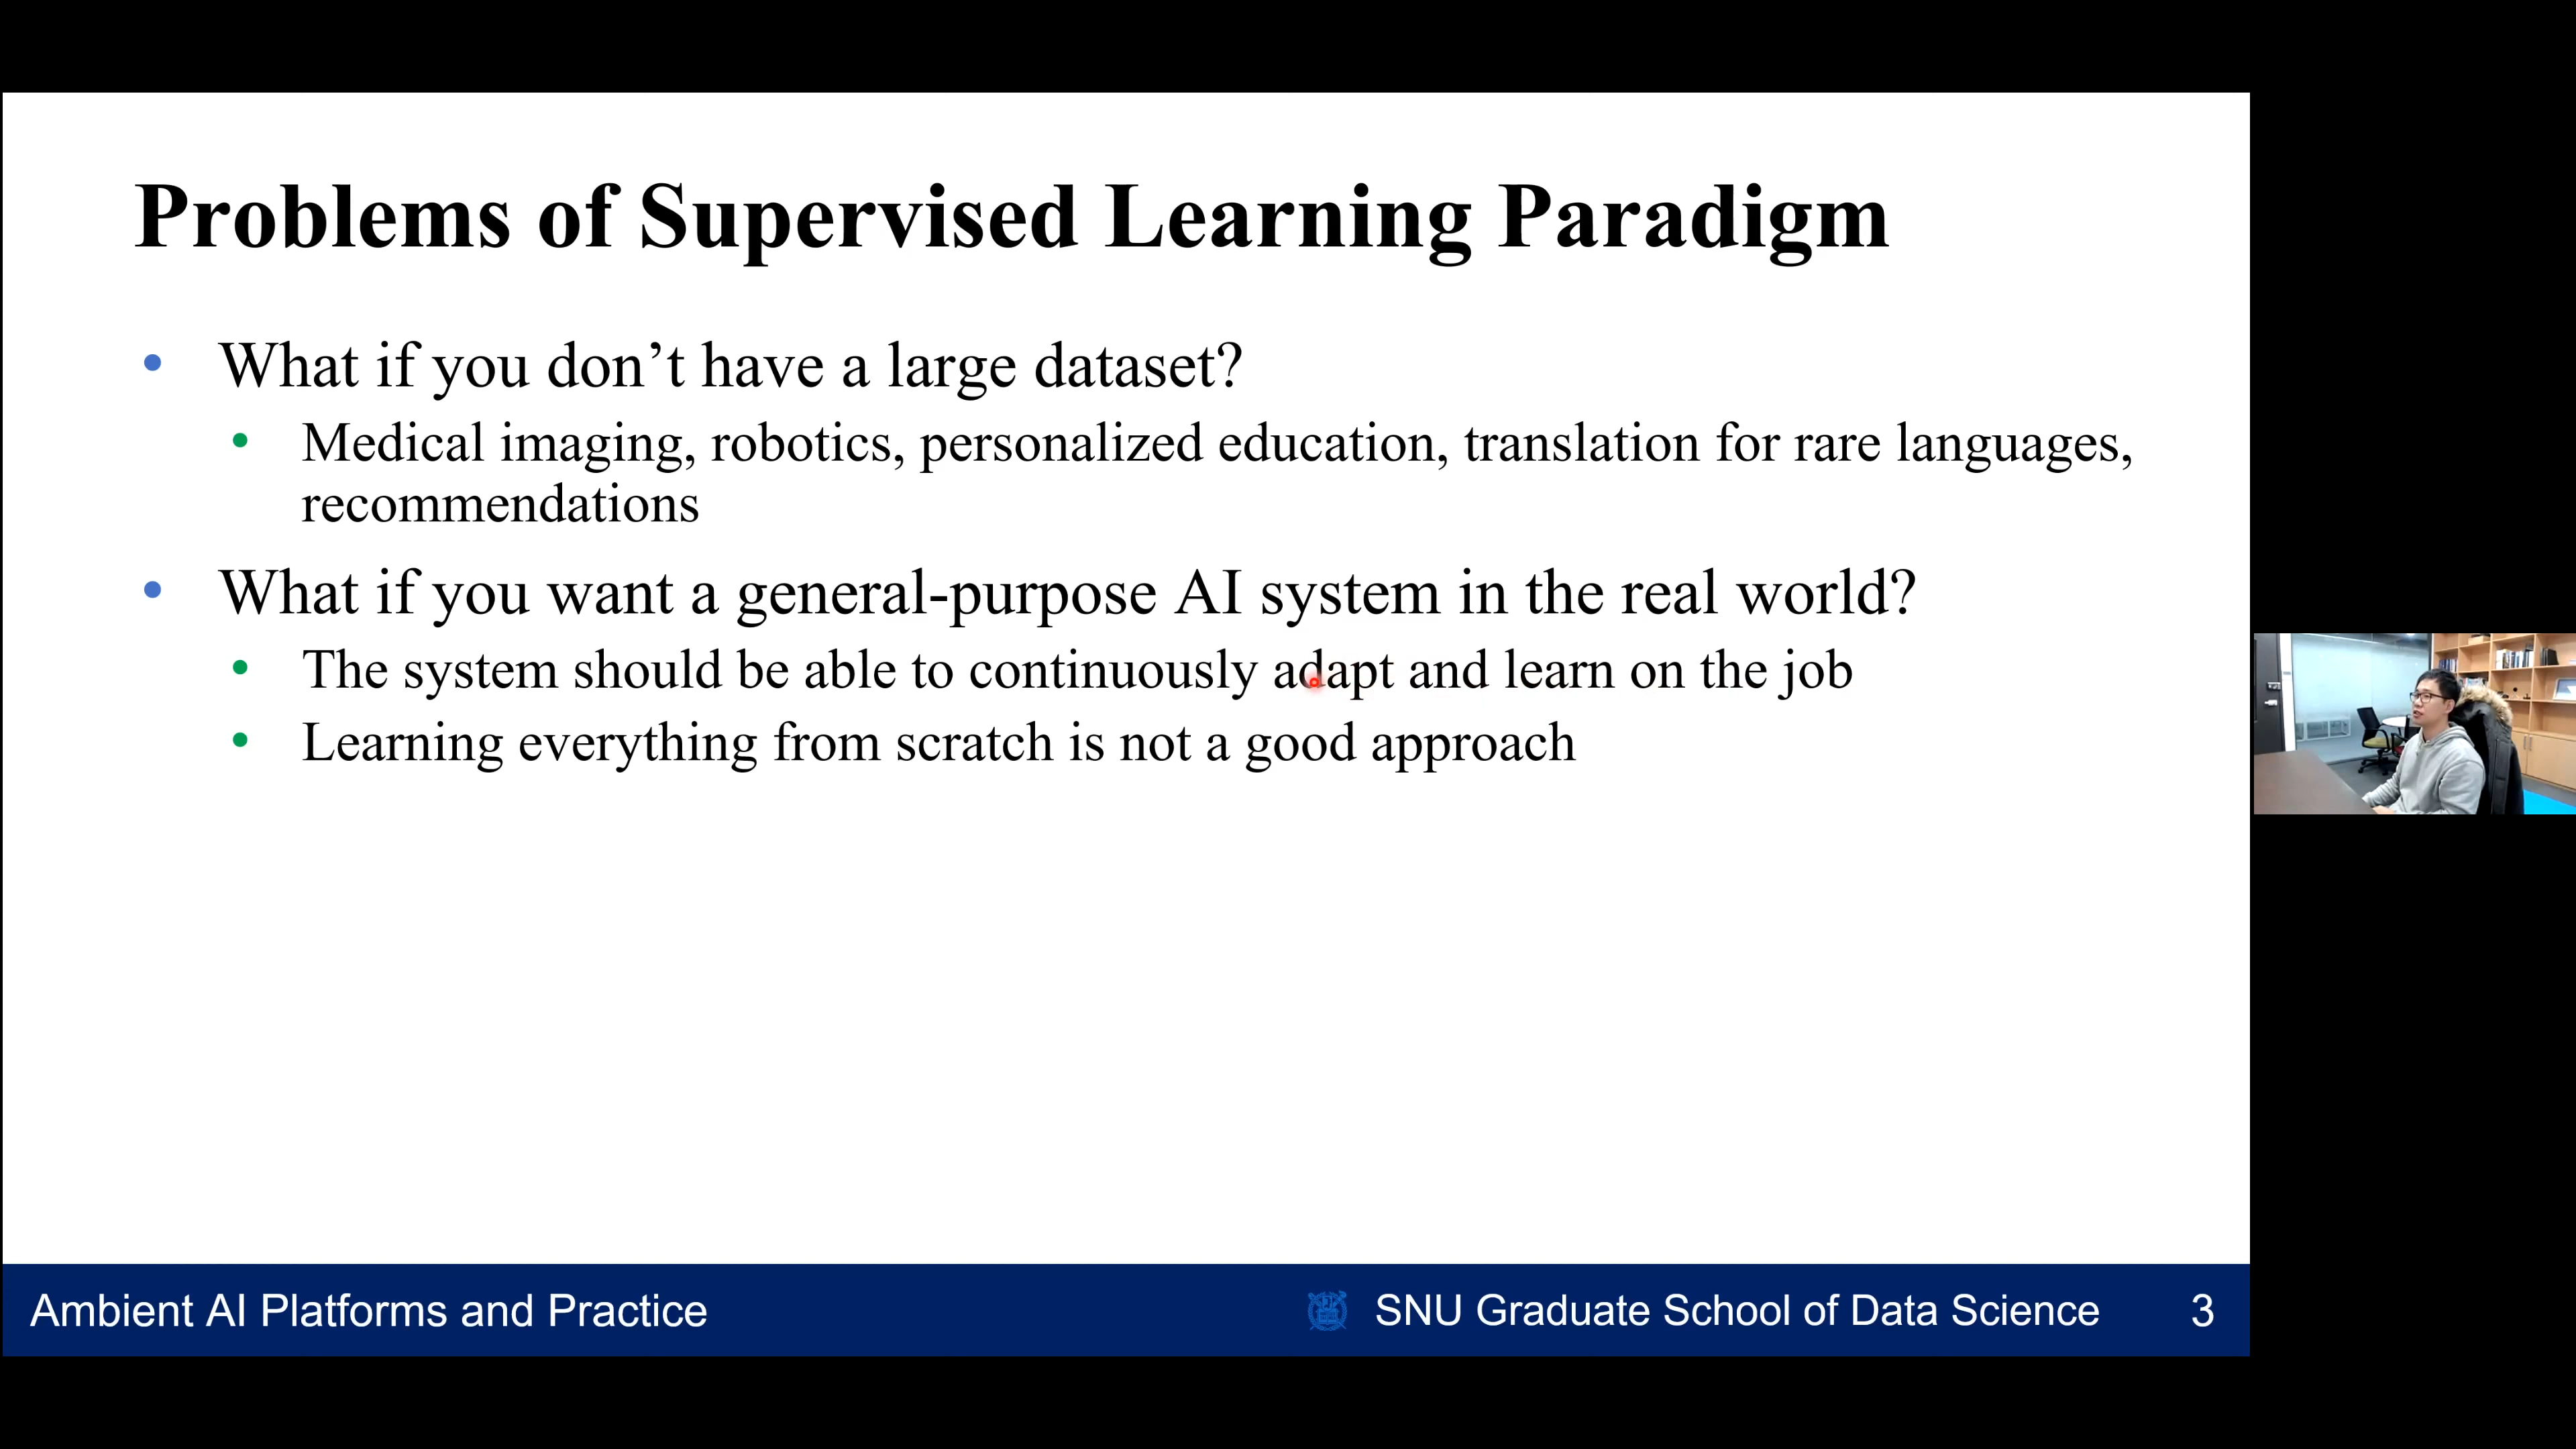 Problems of Supervised Learning Paradigm
• What if you don’t have a large dataset?
• Medical imaging, robotics, personalized education, translation for rare languages,
recommendations
• What if you want a general-purpose AI system in the real world?
• The system should be able to continuously adapt and learn on the job
• Learning everything from scratch is not a good approach
Ambient AI Platforms and Practice
SNU Graduate School of Data Science
3